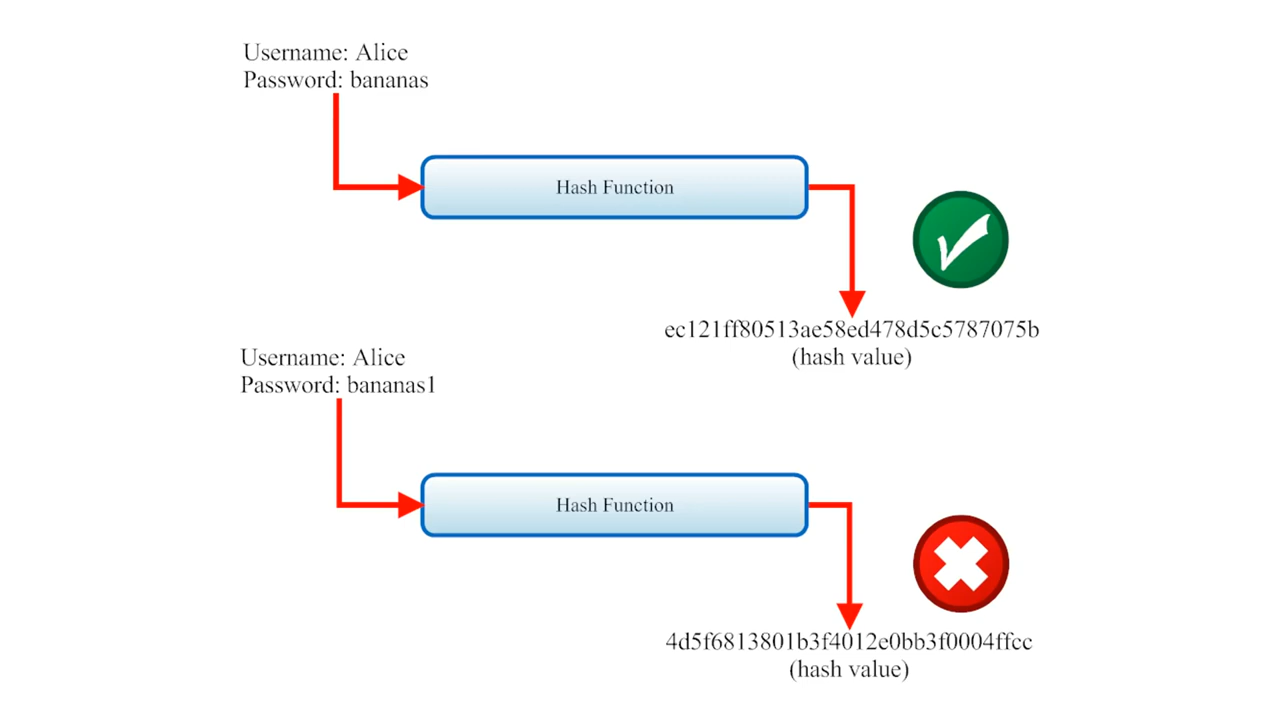 Username: Alice
Password: bananas
Hash Function
ec121ff80513ae58ed478d5c5787075b
(hash value)
Username: Alice
Password: bananas1
Hash Function
4d5f6813801b3f4012e0bb3f0004ffcc
(hash value)